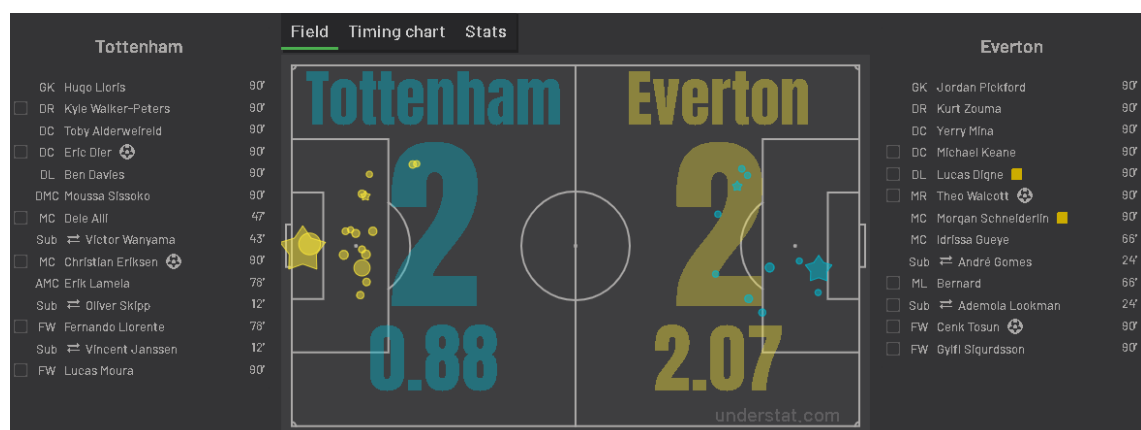 Tottenham
GK Hugo Lloris 90'
DR Kyle Walker-Peters 90'
DC Toby Alderweireld 90'
DC Eric Dier 90'
DL Ben Davies 90'
DMC Moussa Sissoko 90'
MC Dele Alli 47'
Sub ⇄ Victor Wanyama 43'
MC Christian Eriksen 90'
AMC Erik Lamela 78'
Sub ⇄ Oliver Skipp 12'
FW Fernando Llorente 78'
Sub ⇄ Vincent Janssen 12'
FW Lucas Moura 90'
Field Timing chart Stats
Tottenham Everton
2 2
0.88 2.07
understat.com
Everton
GK Jordan Pickford 90'
DR Kurt Zouma 90'
DC Yerry Mina 90'
DC Michael Keane 90'
DL Lucas Digne 90'
MR Theo Walcott 90'
MC Morgan Schneiderlin 90'
MC Idrissa Gueye 66'
Sub ⇄ André Gomes 24'
ML Bernard 66'
Sub ⇄ Ademola Lookman 24'
FW Cenk Tosun 90'
FW Gylfi Sigurdsson 90'